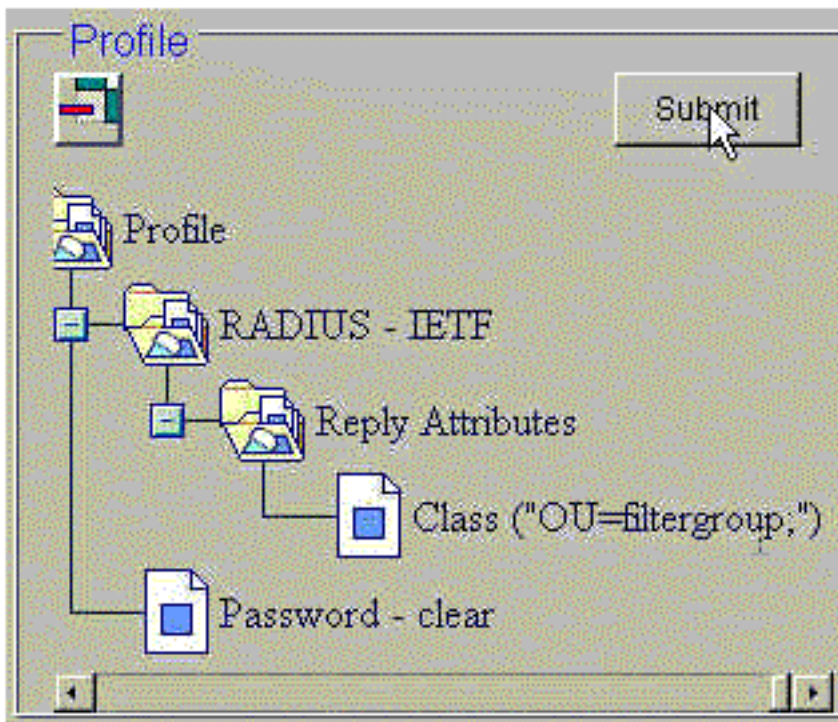 Profile
Submit
Profile
RADIUS - IETF
Reply Attributes
Class ("OU=filtergroup;")
Password - clear